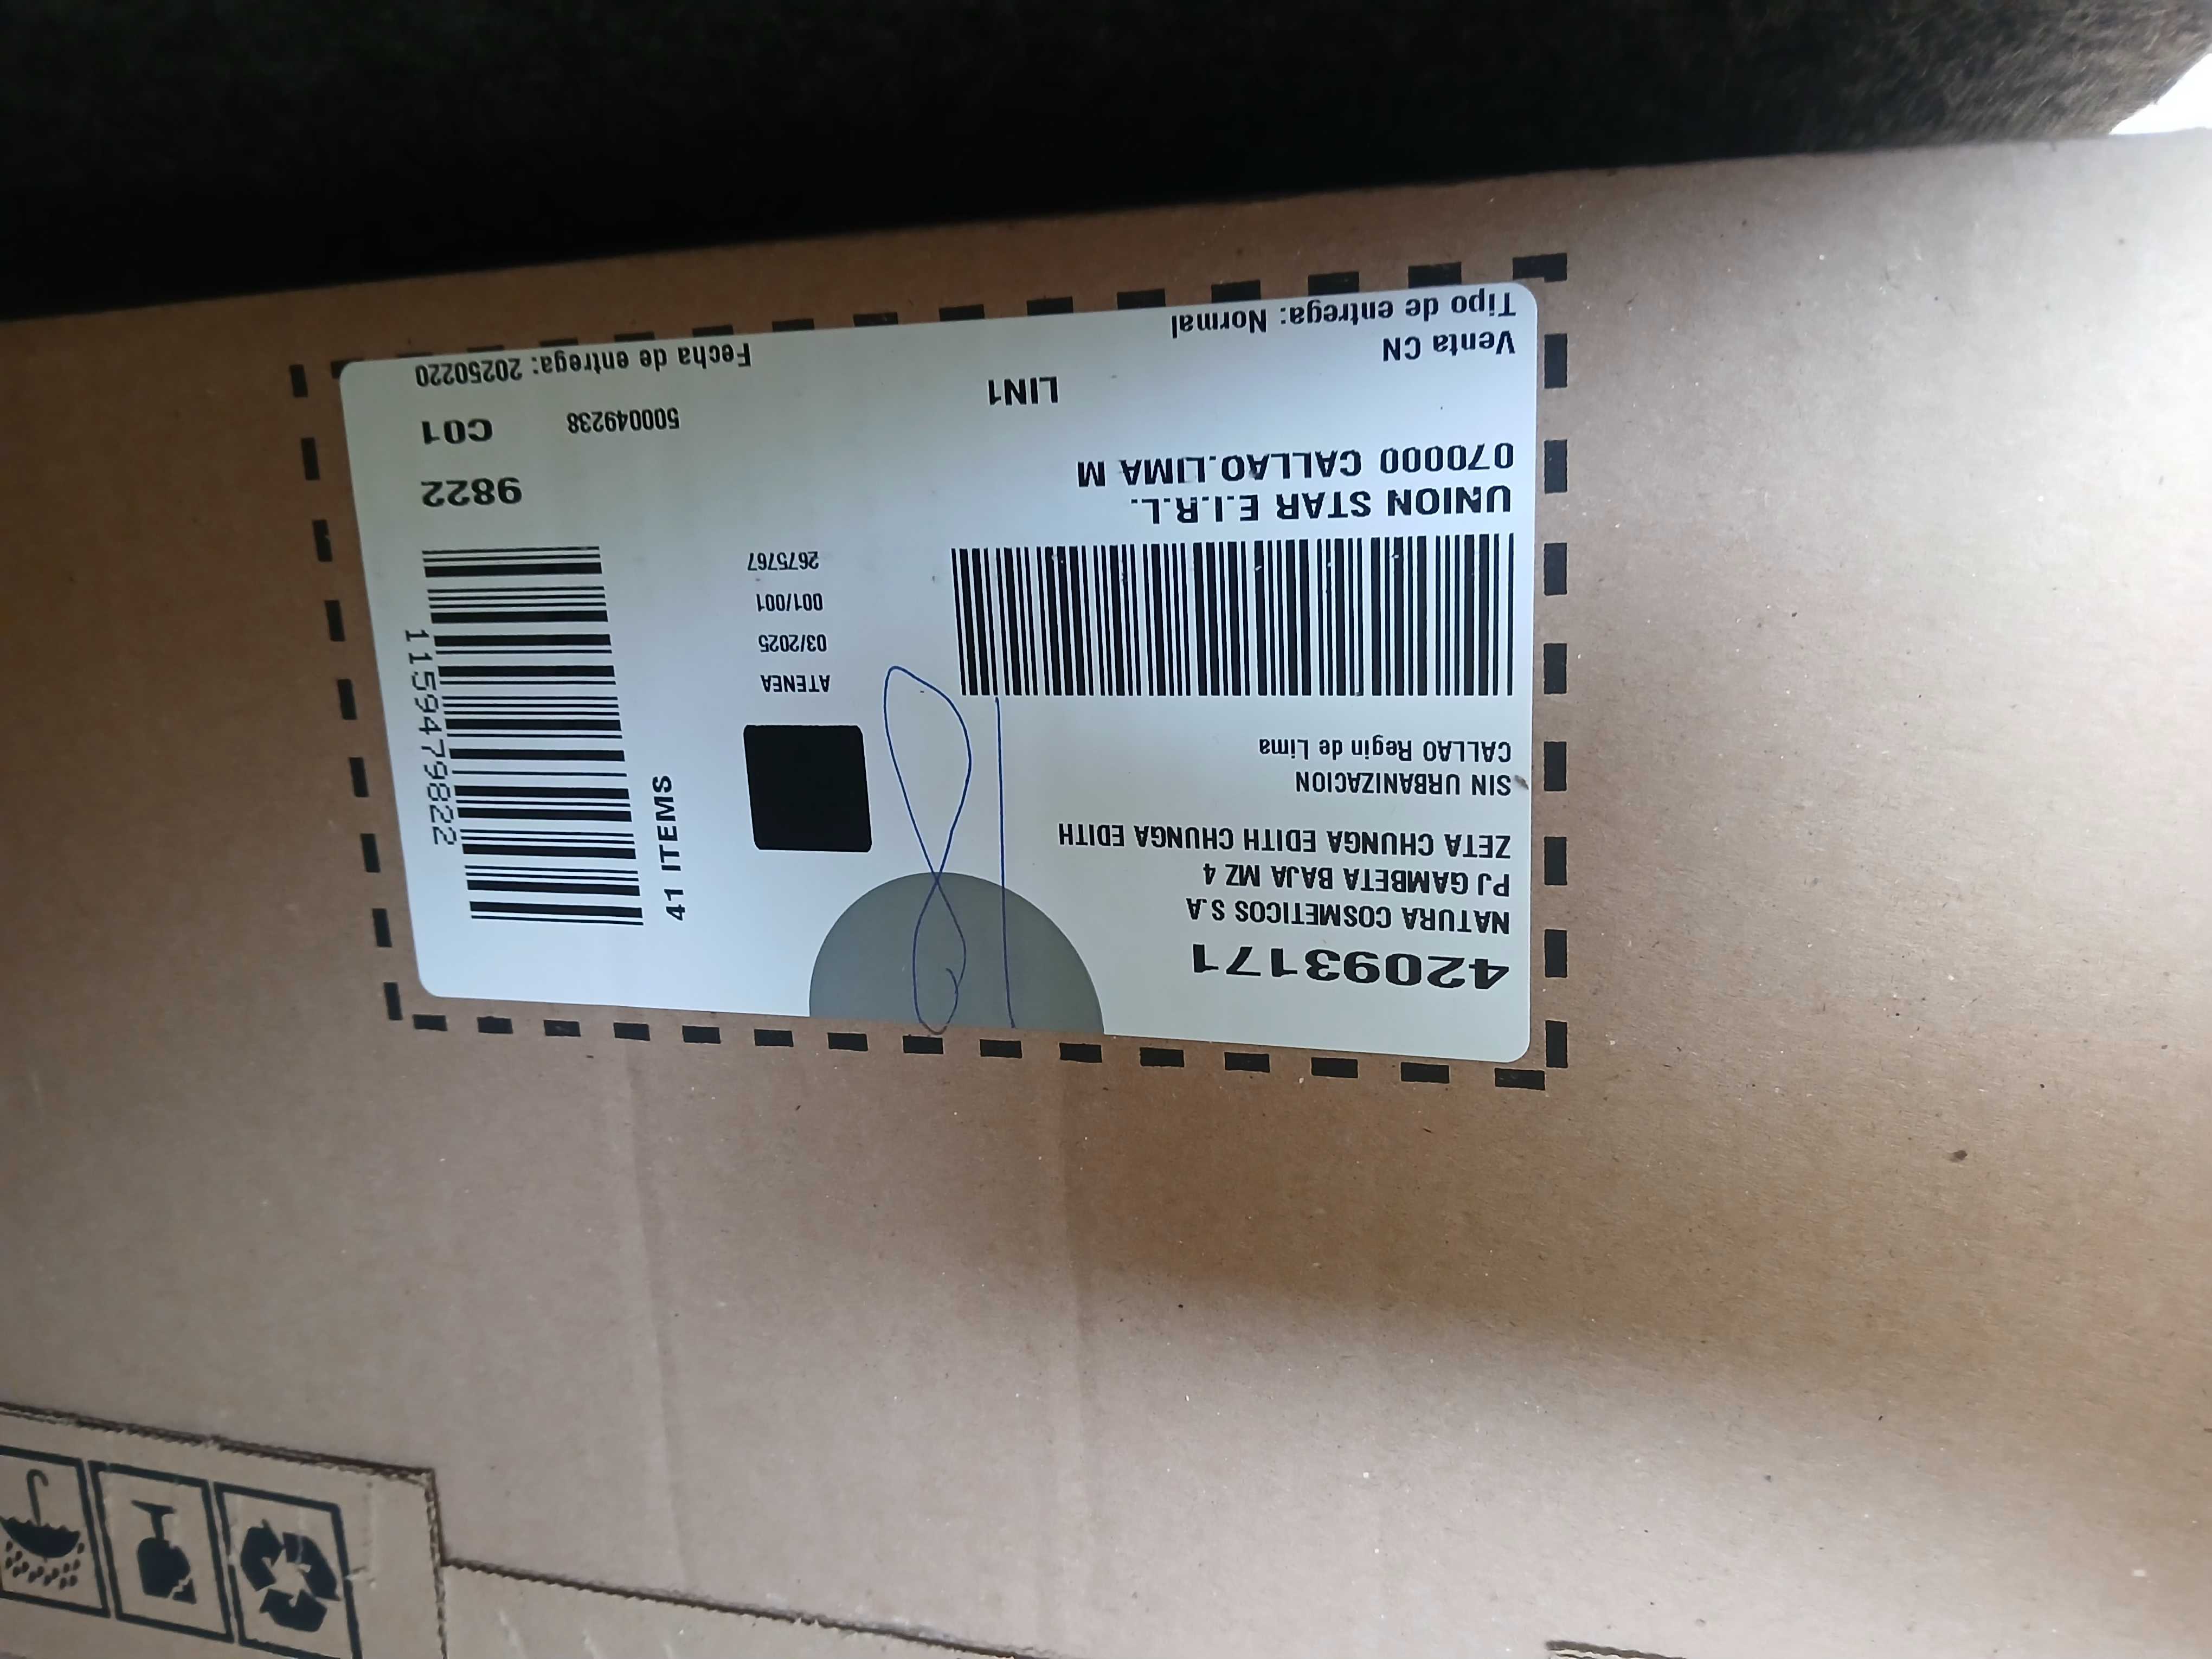 420931171
NATURA COSMETICOS S.A
PJ GAMBETA BAJA MZ 4
ZETA CHUNGA EDITH CHUNGA EDITH
SIN URBANIZACION
CALLAO Regin de Lima
UNION STAR E.I.R.L.
070000 CALLAO.LIMA M
LIN1
Venta CN
Tipo de entrega: Normal
ATENEA
03/2025
001/001
2675767
41 ITEMS
1159479822
9822
500049238
C01
Fecha de entrega: 20250220